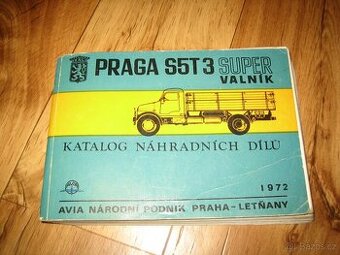 PRAGA S5T3 SUPER
VALNÍK
KATALOG NÁHRADNÍCH DÍLŮ
1972
AVIA NÁRODNÍ PODNIK PRAHA-LETŇANY